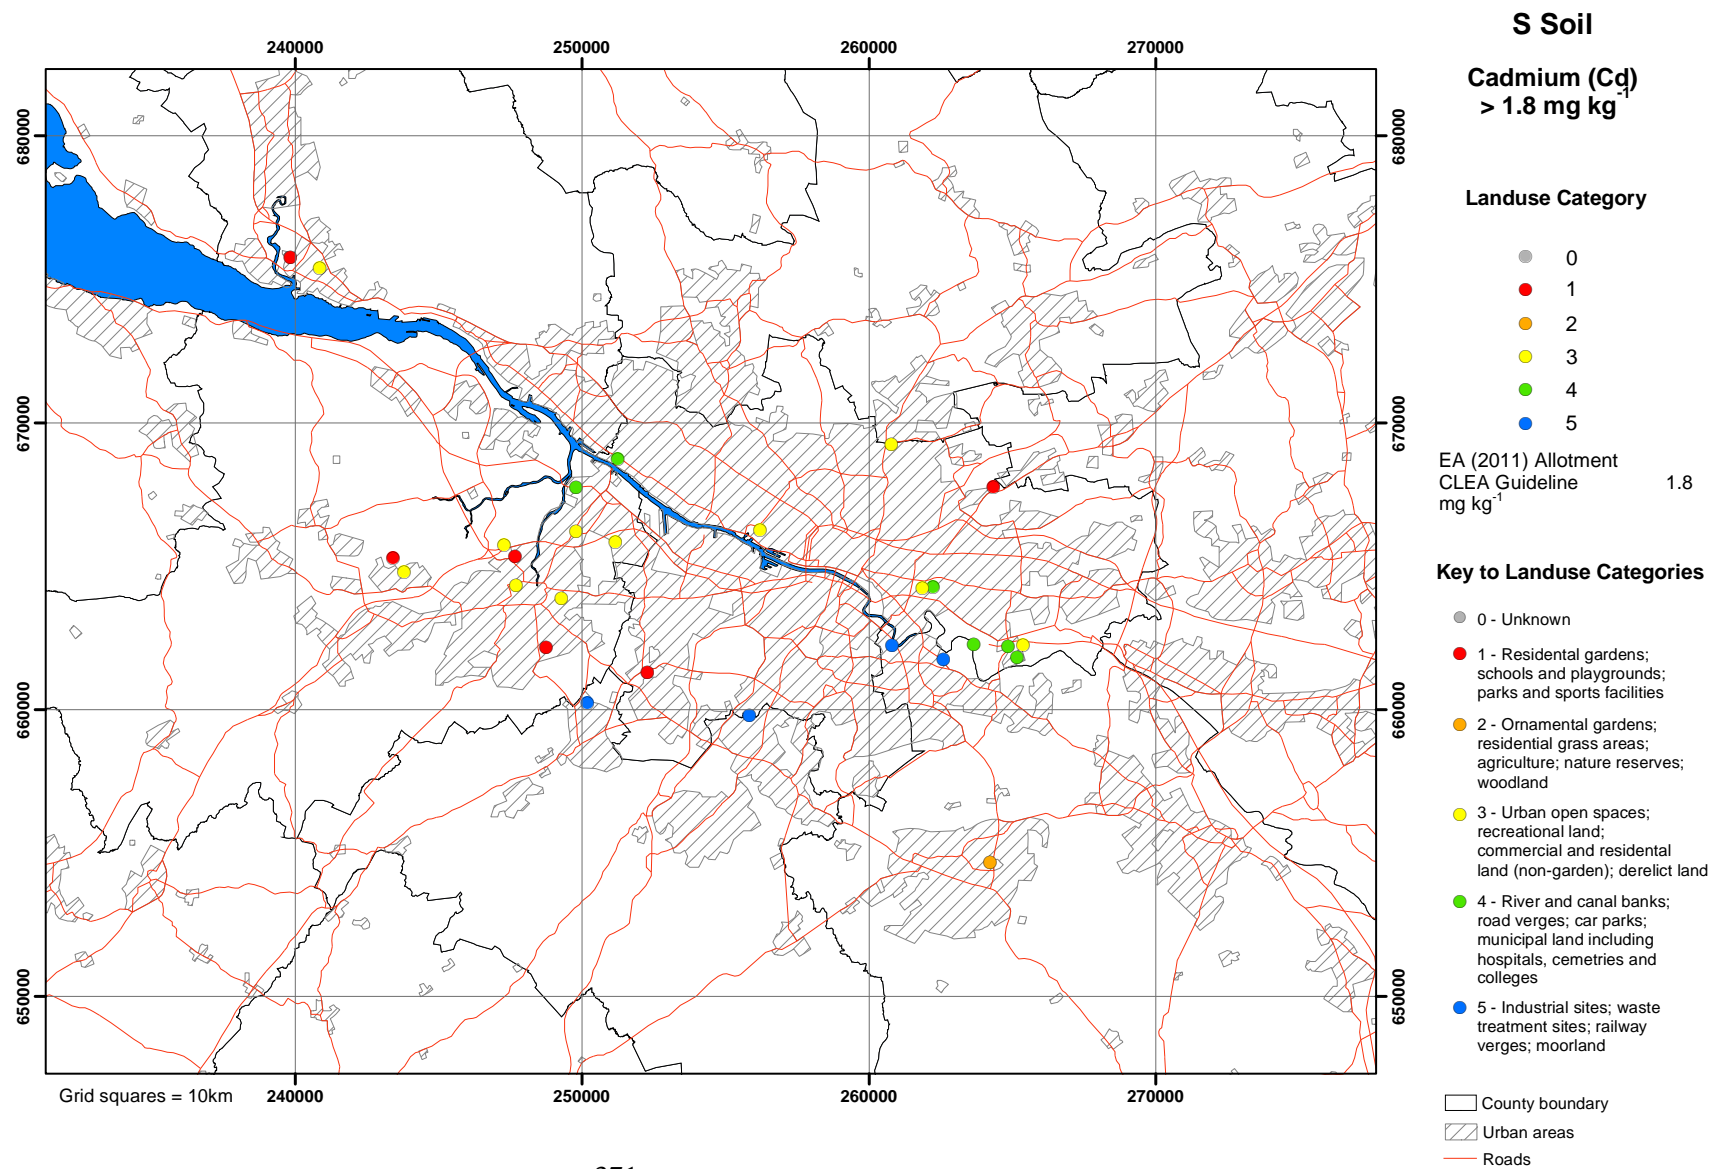 S Soil
Cadmium (Cd)
> 1.8 mg kg-1
240000
250000
260000
270000
680000
680000
670000
670000
660000
660000
650000
650000
240000
250000
260000
270000
Grid squares = 10km
Landuse Category
0
1
2
3
4
5
EA (2011) Allotment
CLEA Guideline 1.8
mg kg-1
Key to Landuse Categories
0 - Unknown
1 - Residental gardens;
schools and playgrounds;
parks and sports facilities
2 - Ornamental gardens;
residential grass areas;
agriculture; nature reserves;
woodland
3 - Urban open spaces;
recreational land;
commercial and residental
land (non-garden); derelict land
4 - River and canal banks;
road verges; car parks;
municipal land including
hospitals, cemetries and
colleges
5 - Industrial sites; waste
treatment sites; railway
verges; moorland
County boundary
Urban areas
Roads